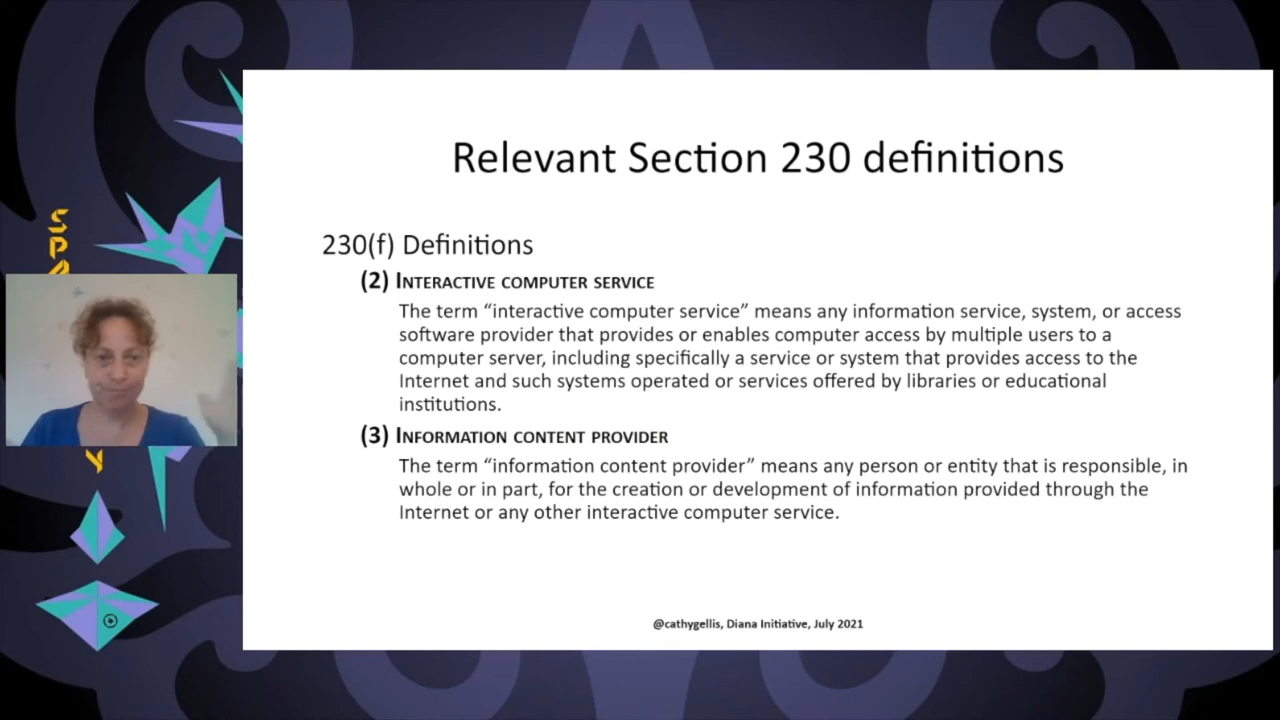 Relevant Section 230 definitions
230(f) Definitions
(2) INTERACTIVE COMPUTER SERVICE
The term “interactive computer service” means any information service, system, or access
software provider that provides or enables computer access by multiple users to a
computer server, including specifically a service or system that provides access to the
Internet and such systems operated or services offered by libraries or educational
institutions.
(3) INFORMATION CONTENT PROVIDER
The term “information content provider” means any person or entity that is responsible, in
whole or in part, for the creation or development of information provided through the
Internet or any other interactive computer service.
@cathygellis, Diana Initiative, July 2021